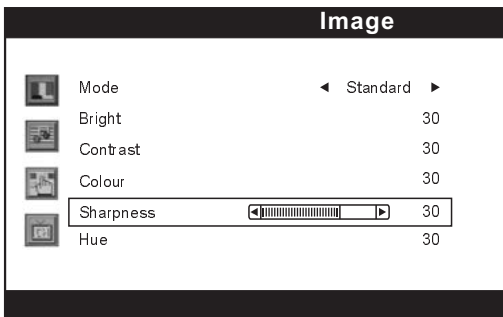 Image
Mode ◄ Standard ►
Bright 30
Contrast 30
Colour 30
Sharpness 30
Hue 30